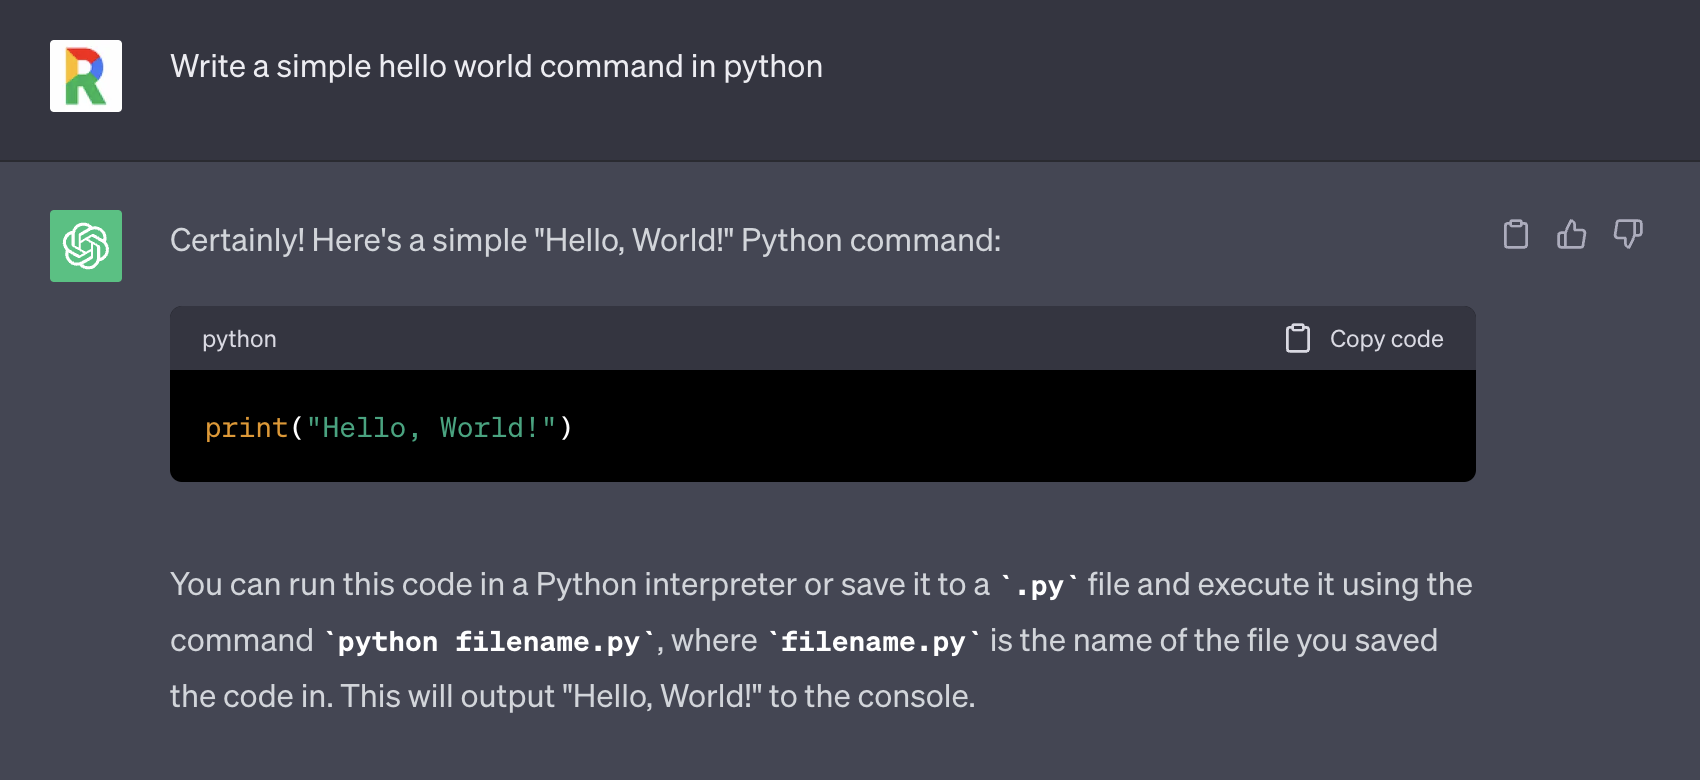 Write a simple hello world command in python
Certainly! Here's a simple "Hello, World!" Python command:
python
Copy code
print("Hello, World!")
You can run this code in a Python interpreter or save it to a `.py` file and execute it using the
command `python filename.py`, where `filename.py` is the name of the file you saved
the code in. This will output "Hello, World!" to the console.